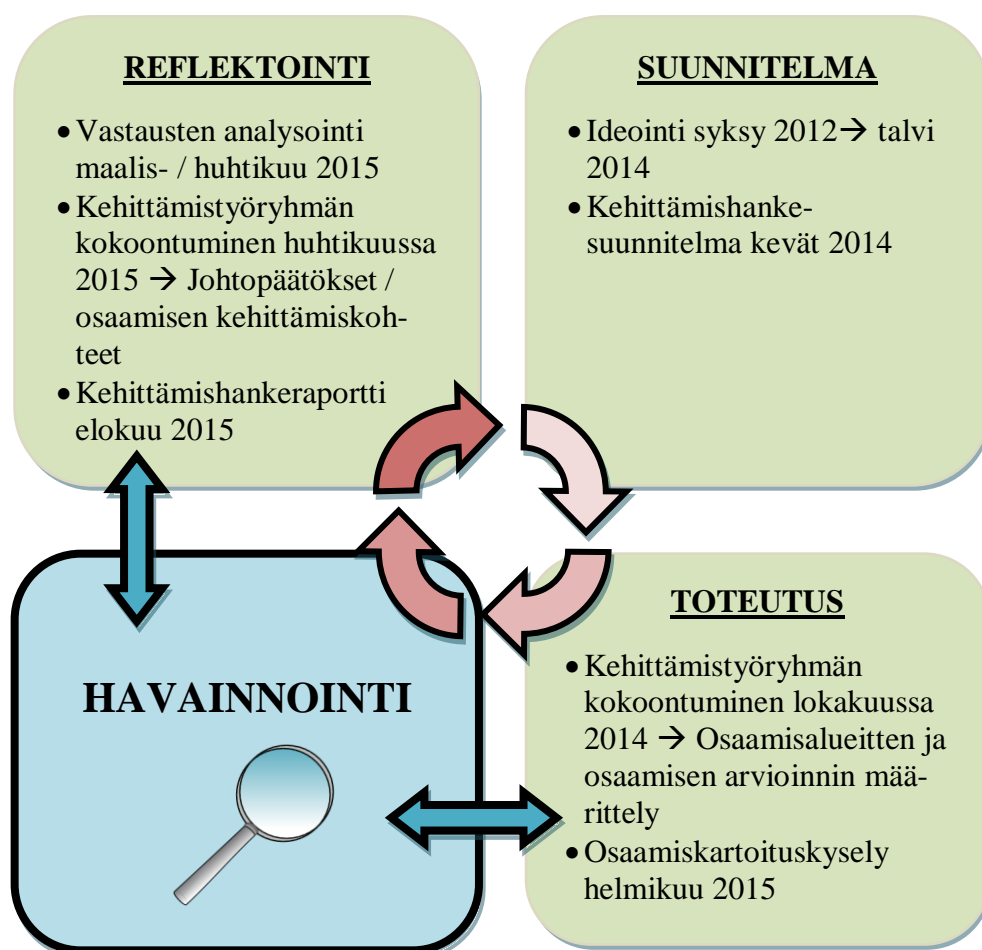 REFLEKTOINTI
• Vastausten analysointi
maalis- / huhtikuu 2015
• Kehittämistyöryhmän
kokoontuminen huhtikuussa
2015 → Johtopäätökset /
osaamisen kehittämiskoh-
teet
• Kehittämishankeraportti
elokuu 2015
SUUNNITELMA
• Ideointi syksy 2012→ talvi
2014
• Kehittämishanke-
suunnitelma kevät 2014
HAVAINNOINTI
TOTEUTUS
• Kehittämistyöryhmän
kokoontuminen lokakuussa
2014 → Osaamisalueitten ja
osaamisen arvioinnin mää-
rittely
• Osaamiskartoituskysely
helmikuu 2015